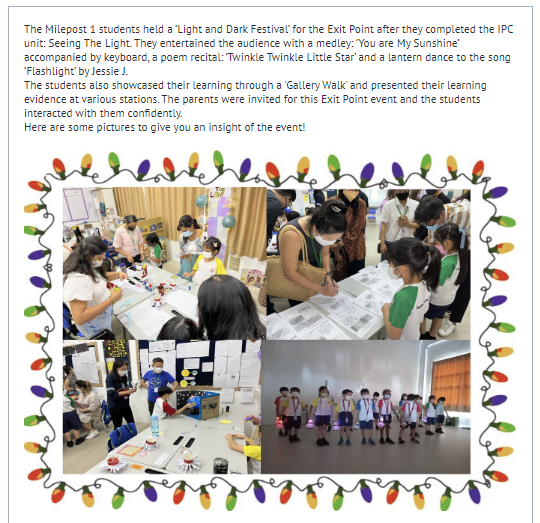 The Milepost 1 students held a 'Light and Dark Festival' for the Exit Point after they completed the IPC
unit: Seeing The Light. They entertained the audience with a medley: 'You are My Sunshine'
accompanied by keyboard, a poem recital: 'Twinkle Twinkle Little Star' and a lantern dance to the song
'Flashlight' by Jessie J.
The students also showcased their learning through a 'Gallery Walk' and presented their learning
evidence at various stations. The parents were invited for this Exit Point event and the students
interacted with them confidently.
Here are some pictures to give you an insight of the event!